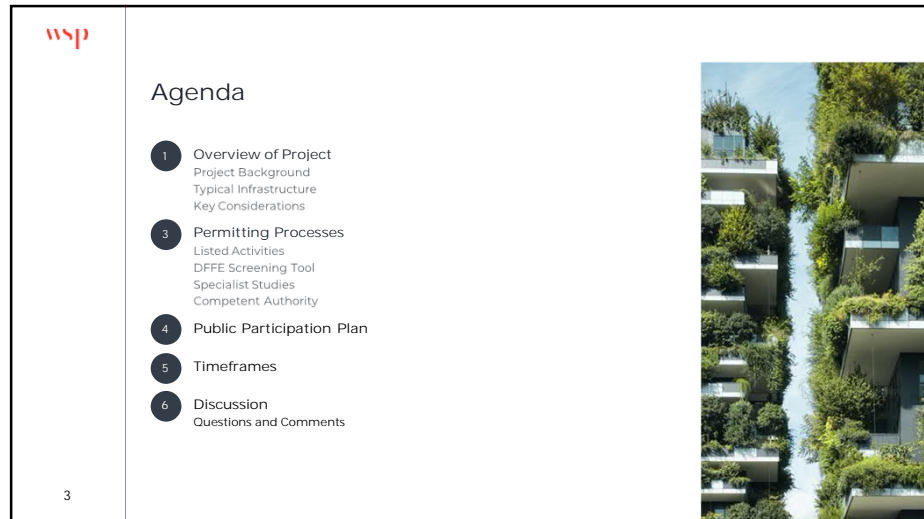 wsp
Agenda
1
Overview of Project
Project Background
Typical Infrastructure
Key Considerations
3
Permitting Processes
Listed Activities
DFFE Screening Tool
Specialist Studies
Competent Authority
4
Public Participation Plan
5
Timeframes
6
Discussion
Questions and Comments
3